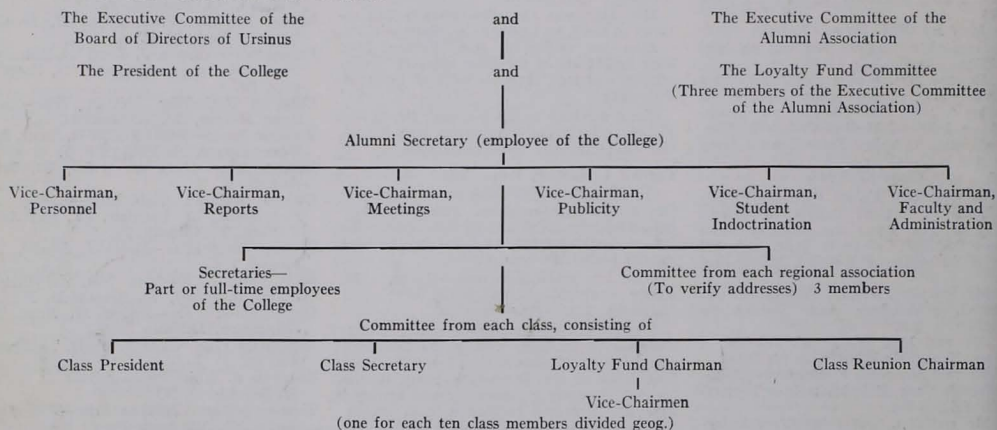 The Executive Committee of the
Board of Directors of Ursinus
and
The Executive Committee of the
Alumni Association
The President of the College
and
The Loyalty Fund Committee
(Three members of the Executive Committee
of the Alumni Association)
Alumni Secretary (employee of the College)
Vice-Chairman,
Personnel
Vice-Chairman,
Reports
Vice-Chairman,
Meetings
Vice-Chairman,
Publicity
Vice-Chairman,
Student
Indoctrination
Vice-Chairman,
Faculty and
Administration
Secretaries—
Part or full-time employees
of the College
Committee from each regional association
(To verify addresses) 3 members
Committee from each class, consisting of
Class President
Class Secretary
Loyalty Fund Chairman
Class Reunion Chairman
Vice-Chairmen
(one for each ten class members divided geog.)